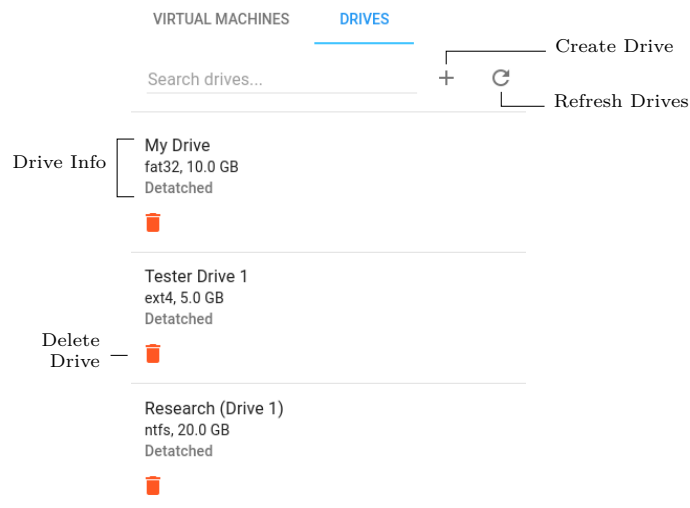 VIRTUAL MACHINES
DRIVES
Create Drive
Search drives...
Refresh Drives
Drive Info
My Drive
fat32, 10.0 GB
Detatched
Tester Drive 1
ext4, 5.0 GB
Detatched
Delete
Drive
Research (Drive 1)
ntfs, 20.0 GB
Detatched